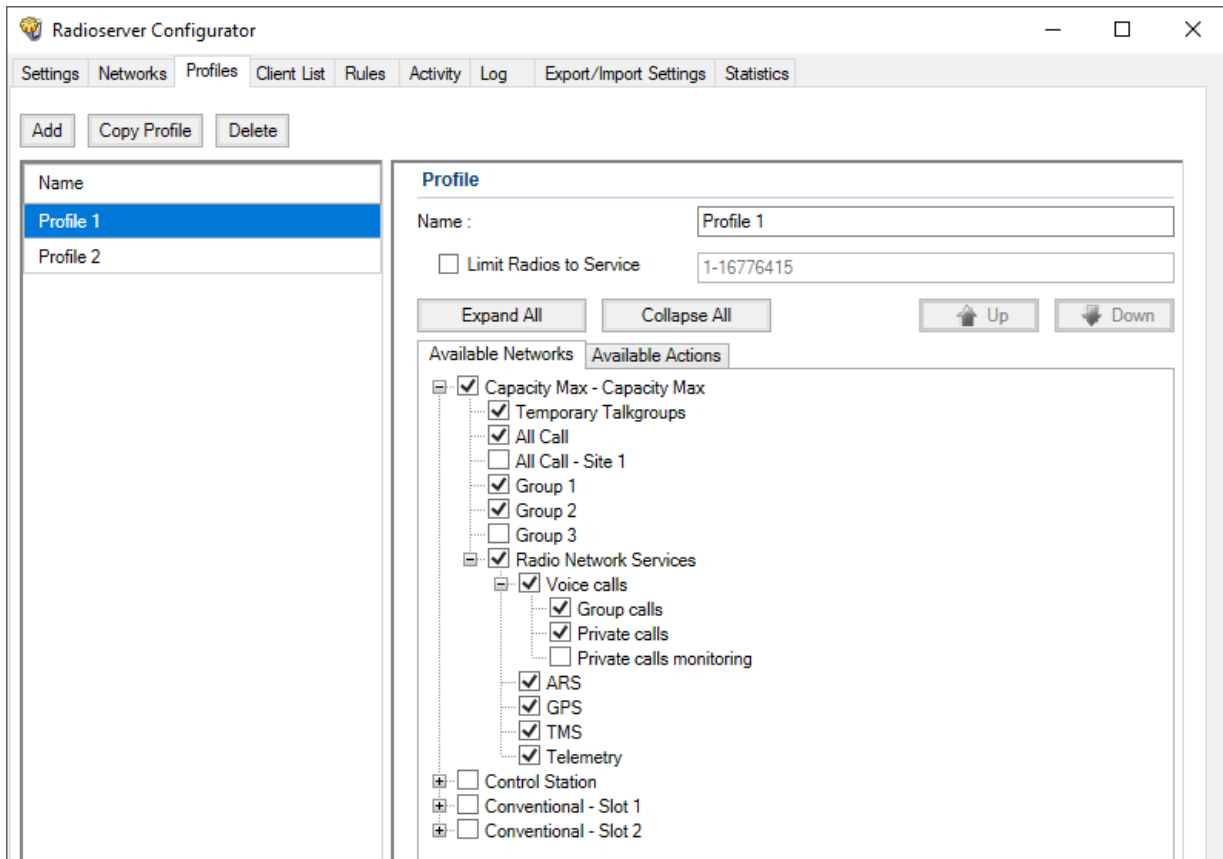 Radioserver Configurator
Settings Networks Profiles Client List Rules Activity Log Export/Import Settings Statistics
Add Copy Profile Delete
Name
Profile 1
Profile 2
Profile
Name : Profile 1
Limit Radios to Service 1-16776415
Expand All Collapse All Up Down
Available Networks Available Actions
Capacity Max - Capacity Max
Temporary Talkgroups
All Call
All Call - Site 1
Group 1
Group 2
Group 3
Radio Network Services
Voice calls
Group calls
Private calls
Private calls monitoring
ARS
GPS
TMS
Telemetry
Control Station
Conventional - Slot 1
Conventional - Slot 2